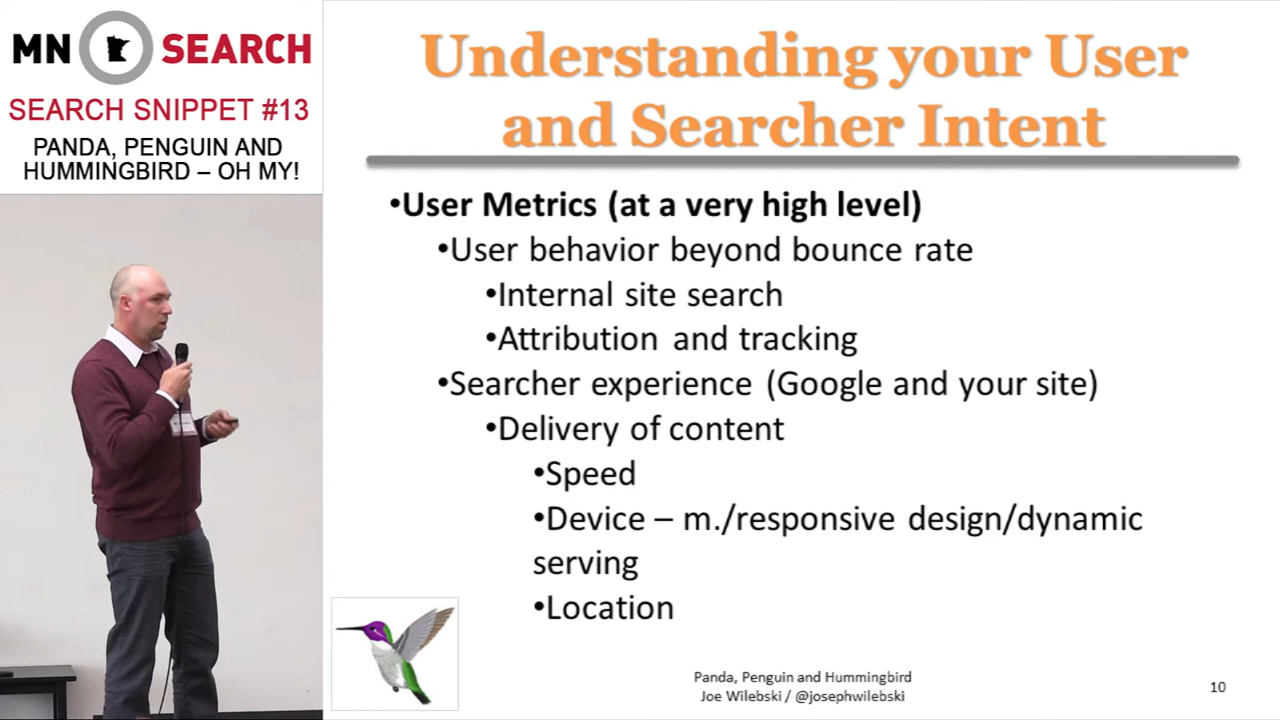 MN SEARCH
SEARCH SNIPPET #13
PANDA, PENGUIN AND
HUMMINGBIRD – OH MY!
Understanding your User
and Searcher Intent
•User Metrics (at a very high level)
•User behavior beyond bounce rate
•Internal site search
•Attribution and tracking
•Searcher experience (Google and your site)
•Delivery of content
•Speed
•Device – m./responsive design/dynamic
serving
•Location
Panda, Penguin and Hummingbird
Joe Wilebski / @josephwilebski
10